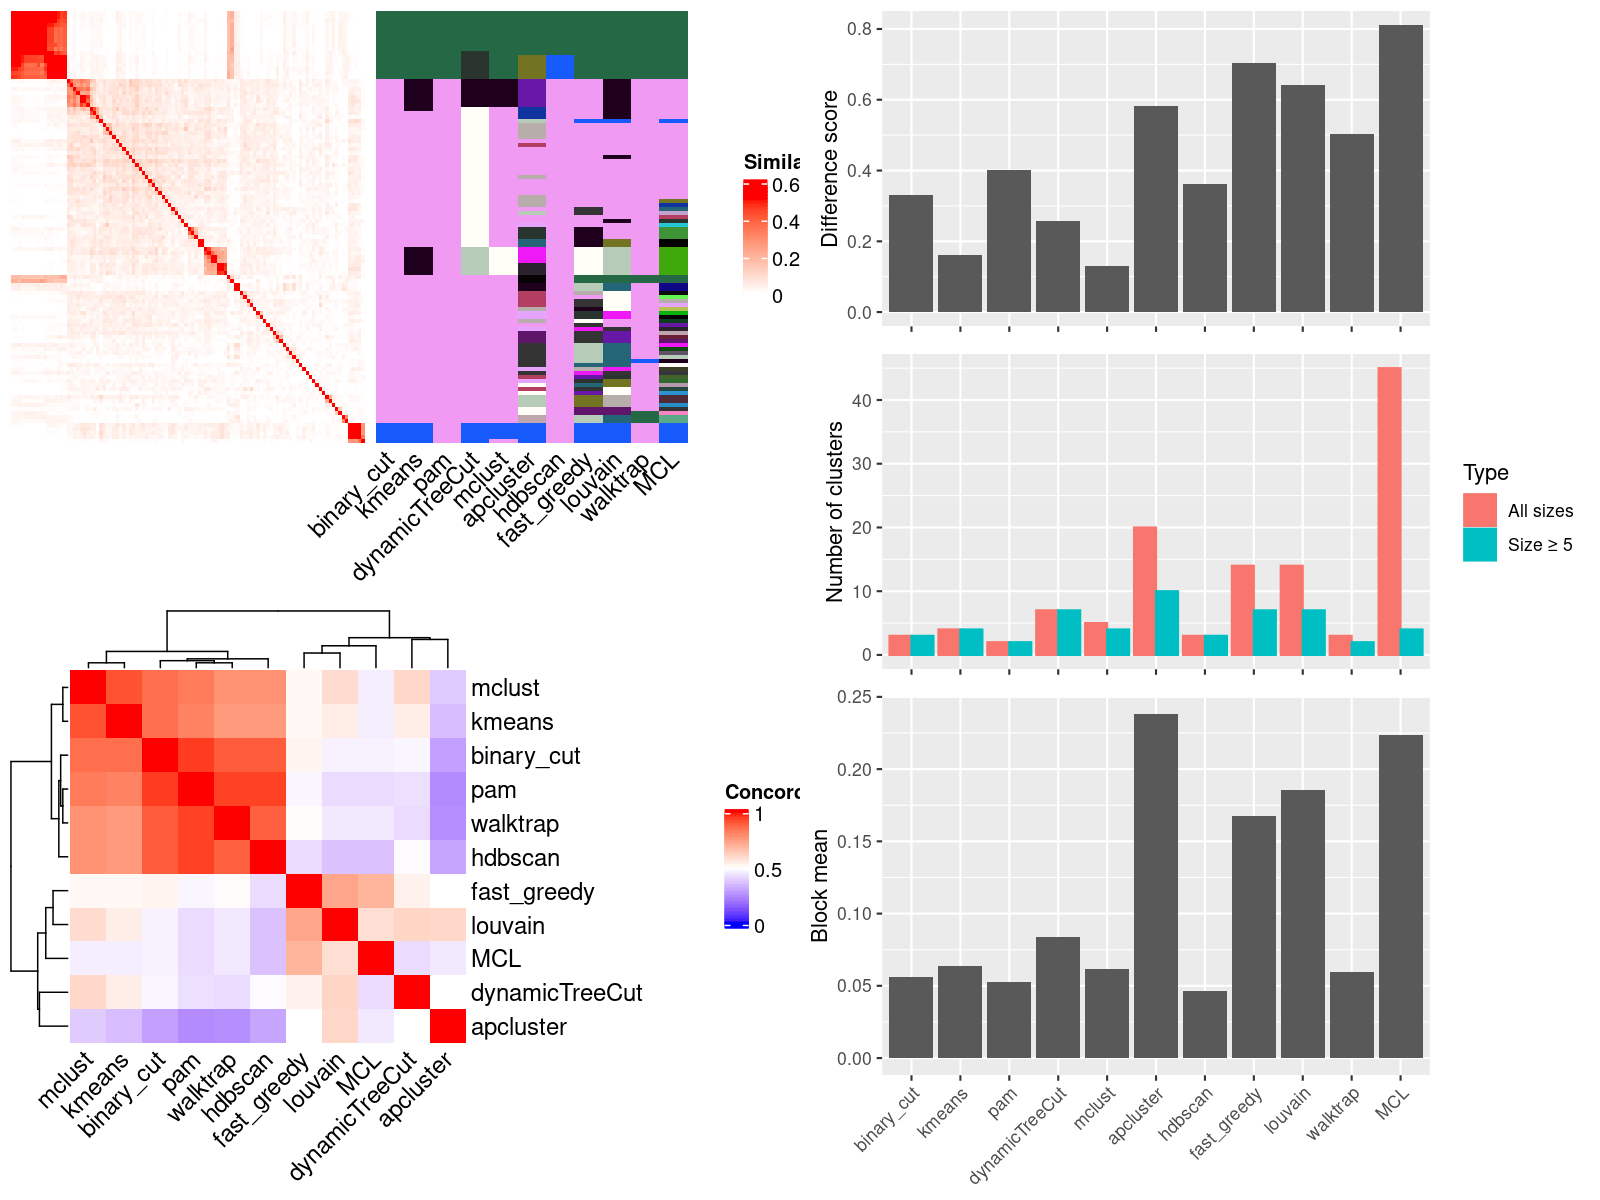 Simila
0.6
0.4
0.2
0
binary_cut
kmeans
pam
dynamicTreeCut
mclust
apcluster
hdbscan
fast_greedy
louvain
walktrap
MCL
mclust
kmeans
binary_cut
pam
walktrap
hdbscan
fast_greedy
louvain
MCL
dynamicTreeCut
apcluster
mclust
kmeans
binary_cut
pam
walktrap
hdbscan
fast_greedy
louvain
MCL
dynamicTreeCut
apcluster
Concord
1
0.5
0
Difference score
0.8
0.6
0.4
0.2
0.0
Number of clusters
40
30
20
10
0
Type
All sizes
Size ≥ 5
Block mean
0.25
0.20
0.15
0.10
0.05
0.00
binary_cut
kmeans
pam
dynamicTreeCut
mclust
apcluster
hdbscan
fast_greedy
louvain
walktrap
MCL